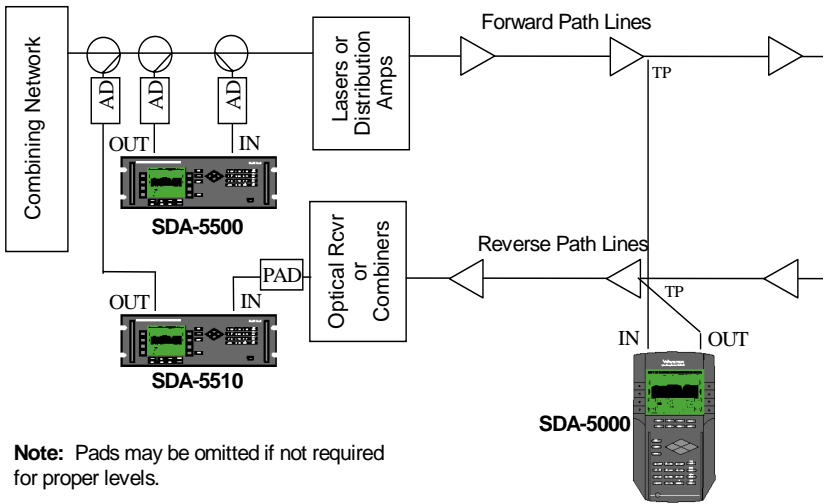 Combining Network
AD
AD
AD
OUT
IN
SDA-5500
Lasers or
Distribution
Amps
Forward Path Lines
TP
OUT
IN
SDA-5510
PAD
Optical Rcvr
or
Combiners
Reverse Path Lines
TP
IN
OUT
SDA-5000
Note: Pads may be omitted if not required
for proper levels.